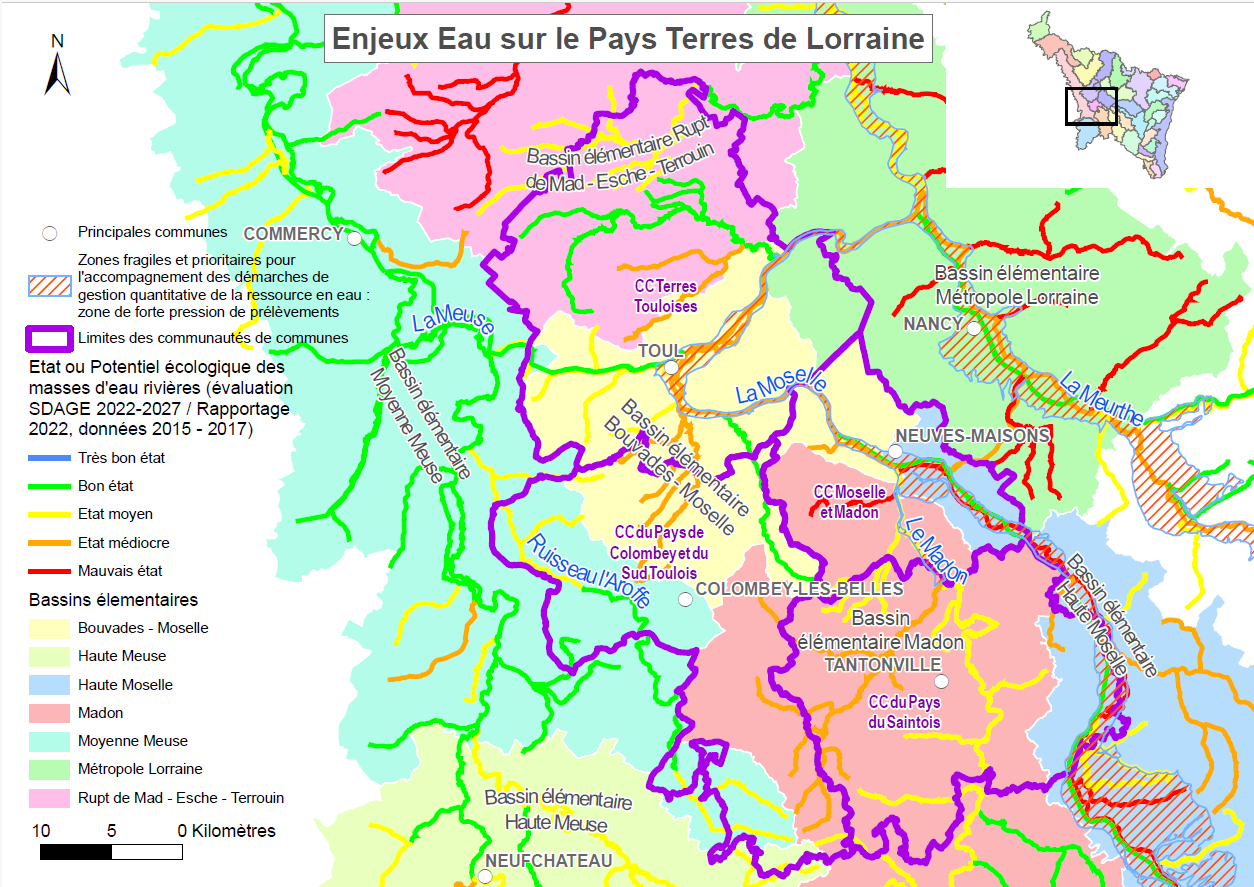 Enjeux Eau sur le Pays Terres de Lorraine
N
Principales communes
Zones fragiles et prioritaires pour
l'accompagnement des démarches de
gestion quantitative de la ressource en eau :
zone de forte pression de prélèvements
Limites des communautés de communes
Etat ou Potentiel écologique des
masses d'eau rivières (évaluation
SDAGE 2022-2027 / Rapportage
2022, données 2015 - 2017)
Très bon état
Bon état
Etat moyen
Etat médiocre
Mauvais état
Bassins élementaires
Bouvades - Moselle
Haute Meuse
Haute Moselle
Madon
Moyenne Meuse
Métropole Lorraine
Rupt de Mad - Esche - Terrouin
10 5 0 Kilomètres
Bassin élémentaire Rupt
de Mad - Esche - Terrouin
COMMERCY
CC Terres
Touloises
Bassin élémentaire
Métropole Lorraine
NANCY
La Meuse
TOUL
La Moselle
La Meurthe
Bassin élémentaire
Moyenne Meuse
Bassin élémentaire
Bouvades - Moselle
NEUVES-MAISONS
CC Moselle
et Madon
CC du Pays de
Colombey et du
Sud Toulois
Ruisseau l'Aroffe
Le Madon
COLOMBEY-LES-BELLES
Bassin élémentaire
Haute Moselle
Bassin
élémentaire Madon
TANTONVILLE
CC du Pays
du Saintois
Bassin élémentaire
Haute Meuse
NEUFCHATEAU